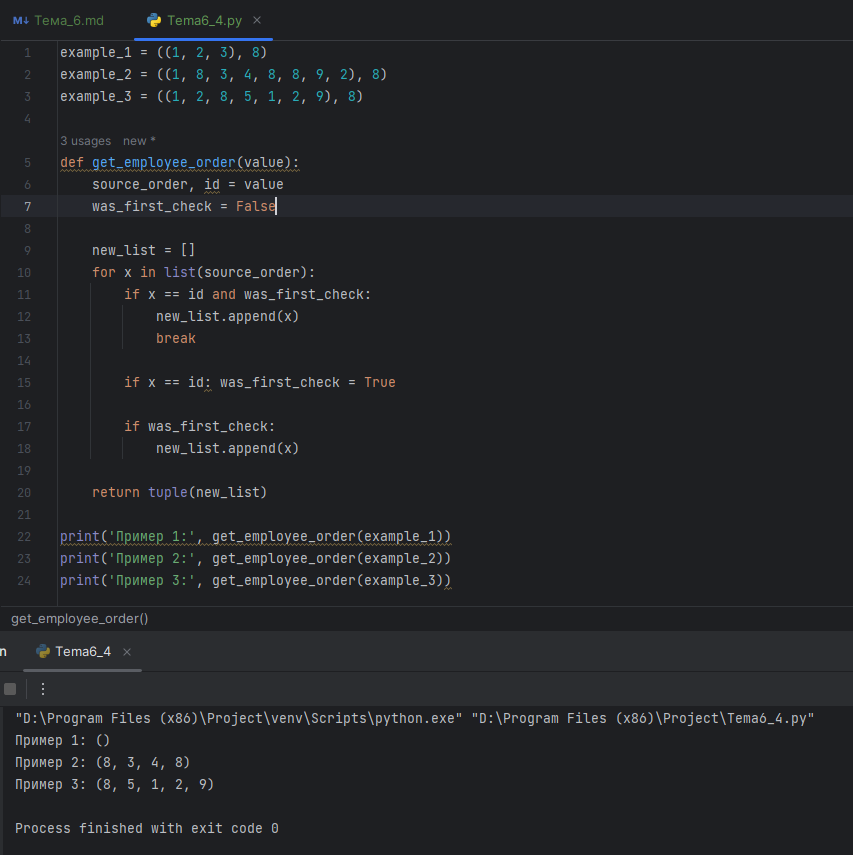 M↓ Тема_6.md Tema6_4.py ×
1 example_1 = ((1, 2, 3), 8)
2 example_2 = ((1, 8, 3, 4, 8, 8, 9, 2), 8)
3 example_3 = ((1, 2, 8, 5, 1, 2, 9), 8)
4
3 usages new *
5 def get_employee_order(value):
6     source_order, id = value
7     was_first_check = False
8
9     new_list = []
10     for x in list(source_order):
11         if x == id and was_first_check:
12             new_list.append(x)
13             break
14
15         if x == id: was_first_check = True
16
17         if was_first_check:
18             new_list.append(x)
19
20     return tuple(new_list)
21
22 print('Пример 1:', get_employee_order(example_1))
23 print('Пример 2:', get_employee_order(example_2))
24 print('Пример 3:', get_employee_order(example_3))
get_employee_order()
n Tema6_4 ×
"D:\Program Files (x86)\Project\venv\Scripts\python.exe" "D:\Program Files (x86)\Project\Tema6_4.py"
Пример 1: ()
Пример 2: (8, 3, 4, 8)
Пример 3: (8, 5, 1, 2, 9)
Process finished with exit code 0